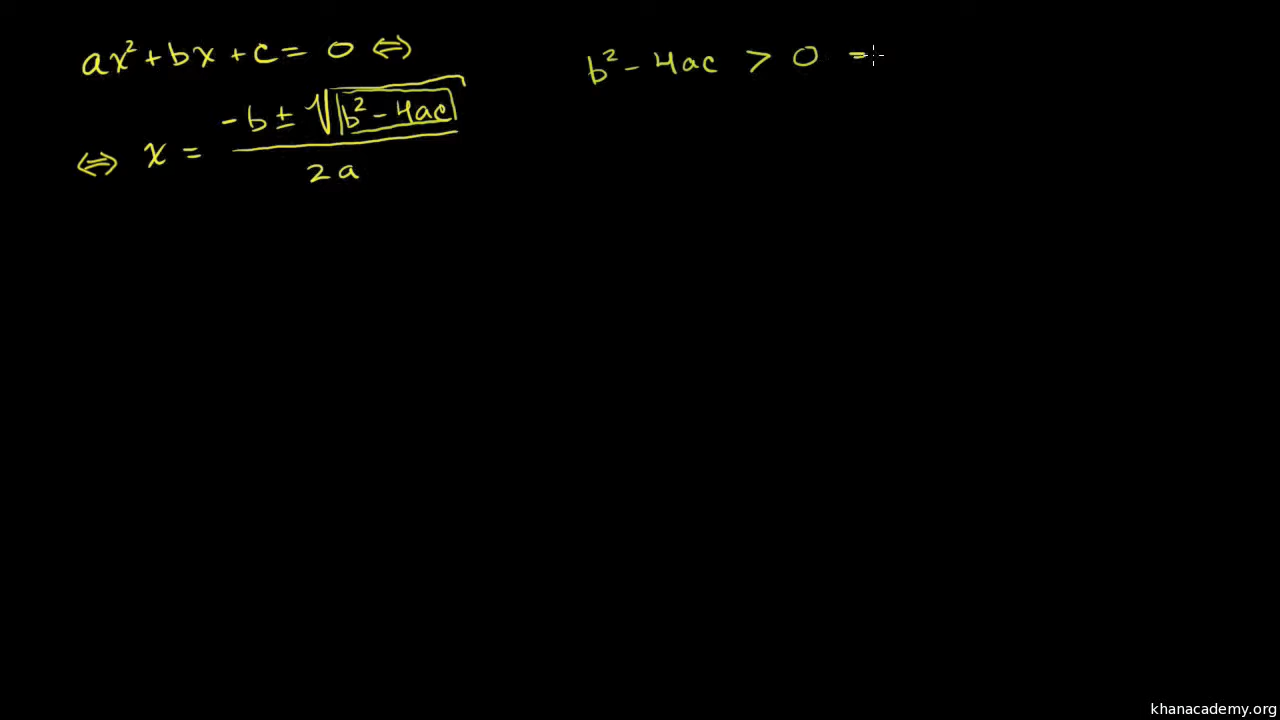 ax² + bx + c = 0 ⇔
⇔ x = (-b ± √(b² - 4ac)) / 2a
b² - 4ac > 0 =
khanacademy.org